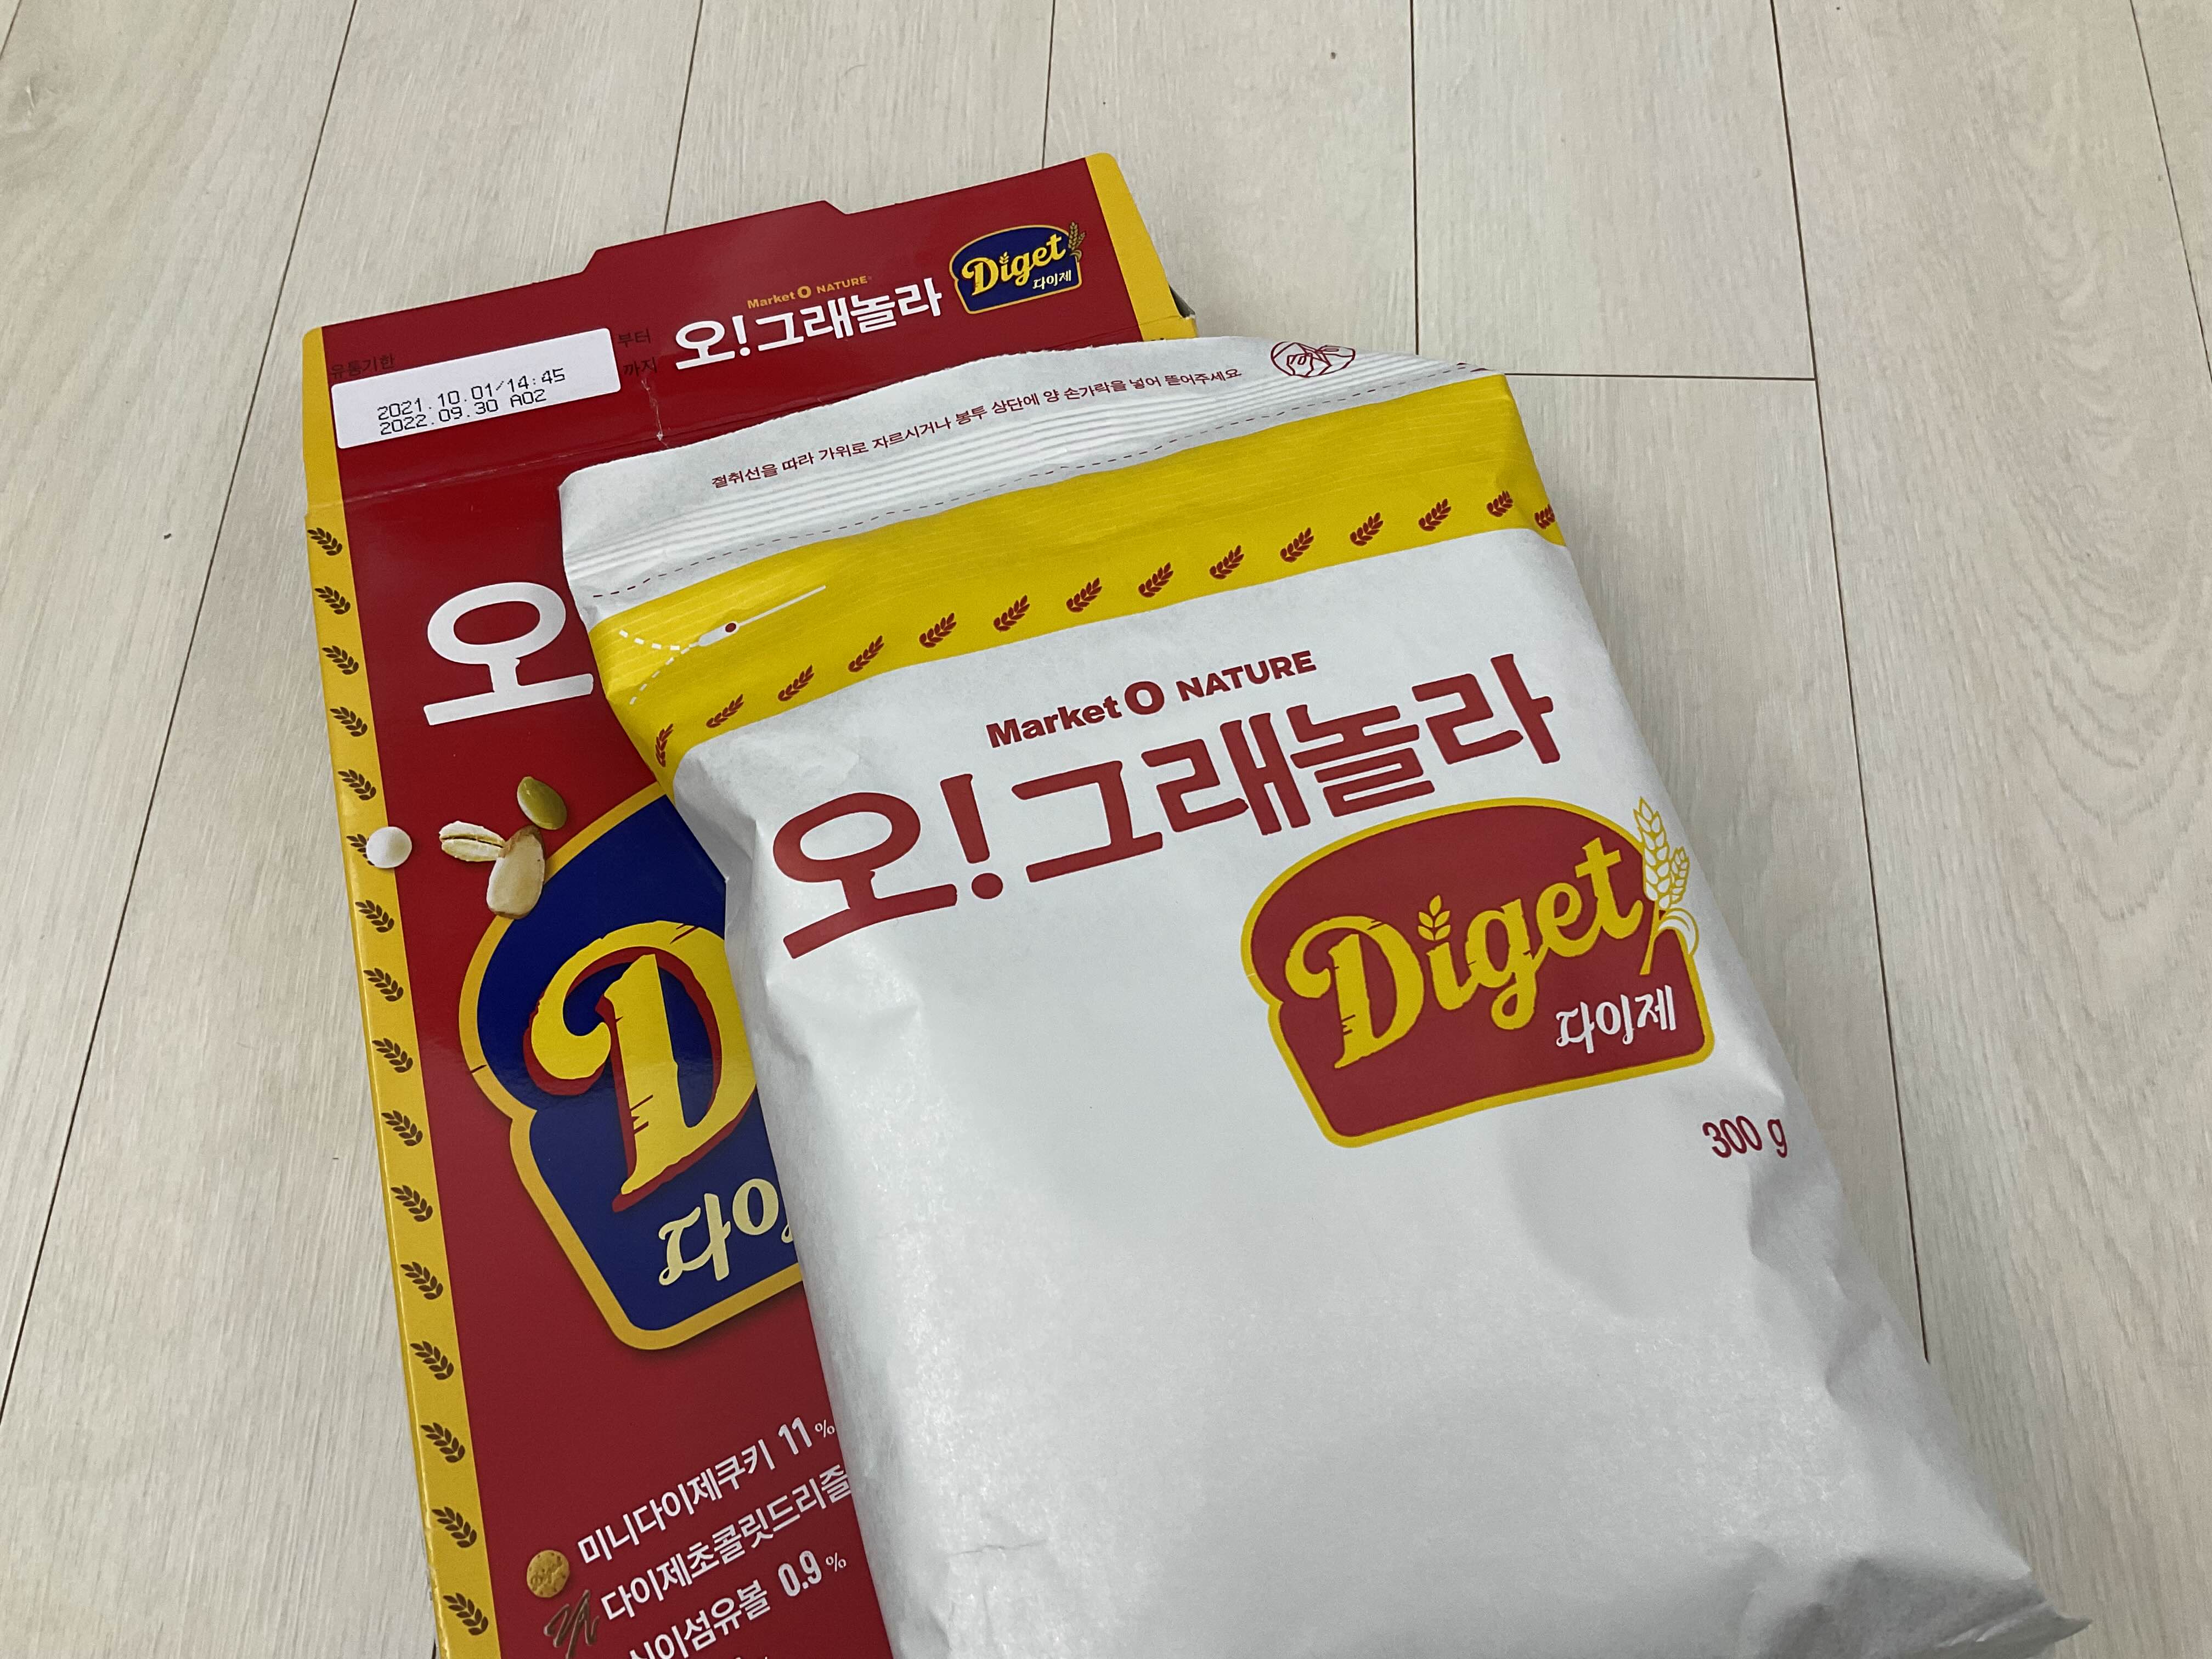 Market O NATURE
오!그래놀라
Diget
다이제
유통기한
부터
까지
2021.10.01/14:45
2022.09.30 A02
절취선을 따라 가위로 자르시거나 봉투 상단에 양 손가락을 넣어 뜯어주세요
오
Market O NATURE
오!그래놀라
Diget
다이제
300 g
D
다이
미니다이제쿠키 11%
다이제초콜릿드리즐
식이섬유볼 0.9%